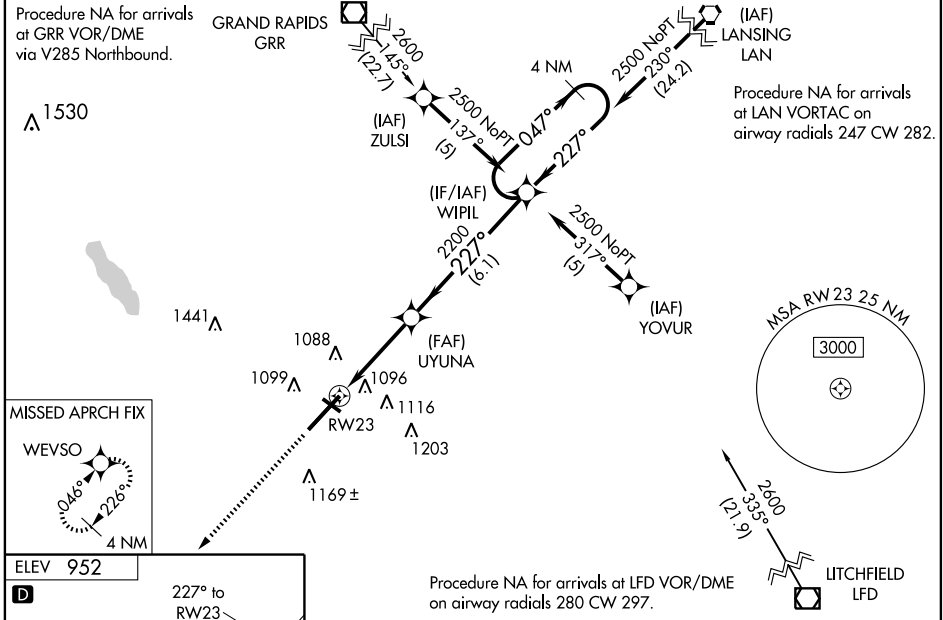 Procedure NA for arrivals
at GRR VOR/DME
via V285 Northbound.
GRAND RAPIDS
GRR
2600
145°
(22.7)
(IAF)
LANSING
LAN
2500 NoPT
230°
(24.2)
4 NM
Procedure NA for arrivals
at LAN VORTAC on
airway radials 247 CW 282.
1530
(IAF)
ZULSI
2500 NoPT
137°
(5)
047°
227°
(IF/IAF)
WIPIL
2200
227°
(6.1)
2500 NoPT
317°
(5)
(IAF)
YOVUR
(FAF)
UYUNA
1441
1088
1099
1096
1116
1203
RW23
1169 ±
MSA RW 23 25 NM
3000
MISSED APRCH FIX
WEVSO
046°
226°
4 NM
2600
335°
(21.9)
LITCHFIELD
LFD
ELEV 952
D
227° to
RW23
Procedure NA for arrivals at LFD VOR/DME
on airway radials 280 CW 297.